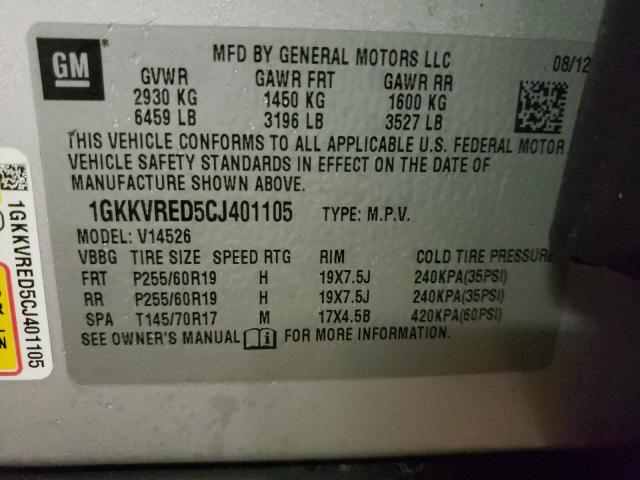 GM
MFD BY GENERAL MOTORS LLC 08/12
GVWR GAWR FRT GAWR RR
2930 KG 1450 KG 1600 KG
6459 LB 3196 LB 3527 LB
THIS VEHICLE CONFORMS TO ALL APPLICABLE U.S. FEDERAL MOTOR
VEHICLE SAFETY STANDARDS IN EFFECT ON THE DATE OF
MANUFACTURE SHOWN ABOVE.
1GKKVRED5CJ401105 TYPE: M.P.V.
MODEL: V14526
VBBG TIRE SIZE SPEED RTG RIM COLD TIRE PRESSURE
FRT P255/60R19 H 19X7.5J 240KPA(35PSI)
RR P255/60R19 H 19X7.5J 240KPA(35PSI)
SPA T145/70R17 M 17X4.5B 420KPA(60PSI)
SEE OWNER'S MANUAL FOR MORE INFORMATION.
1GKKVRED5CJ401105